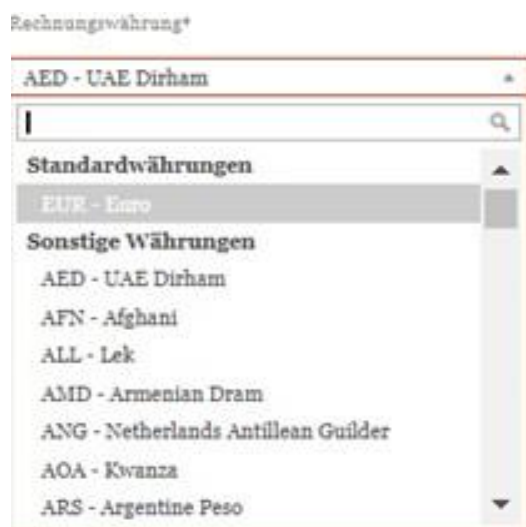 Rechnungswährung*
AED - UAE Dirham
Standardwährungen
EUR - Euro
Sonstige Währungen
AED - UAE Dirham
AFN - Afghani
ALL - Lek
AMD - Armenian Dram
ANG - Netherlands Antillean Guilder
AOA - Kwanza
ARS - Argentine Peso